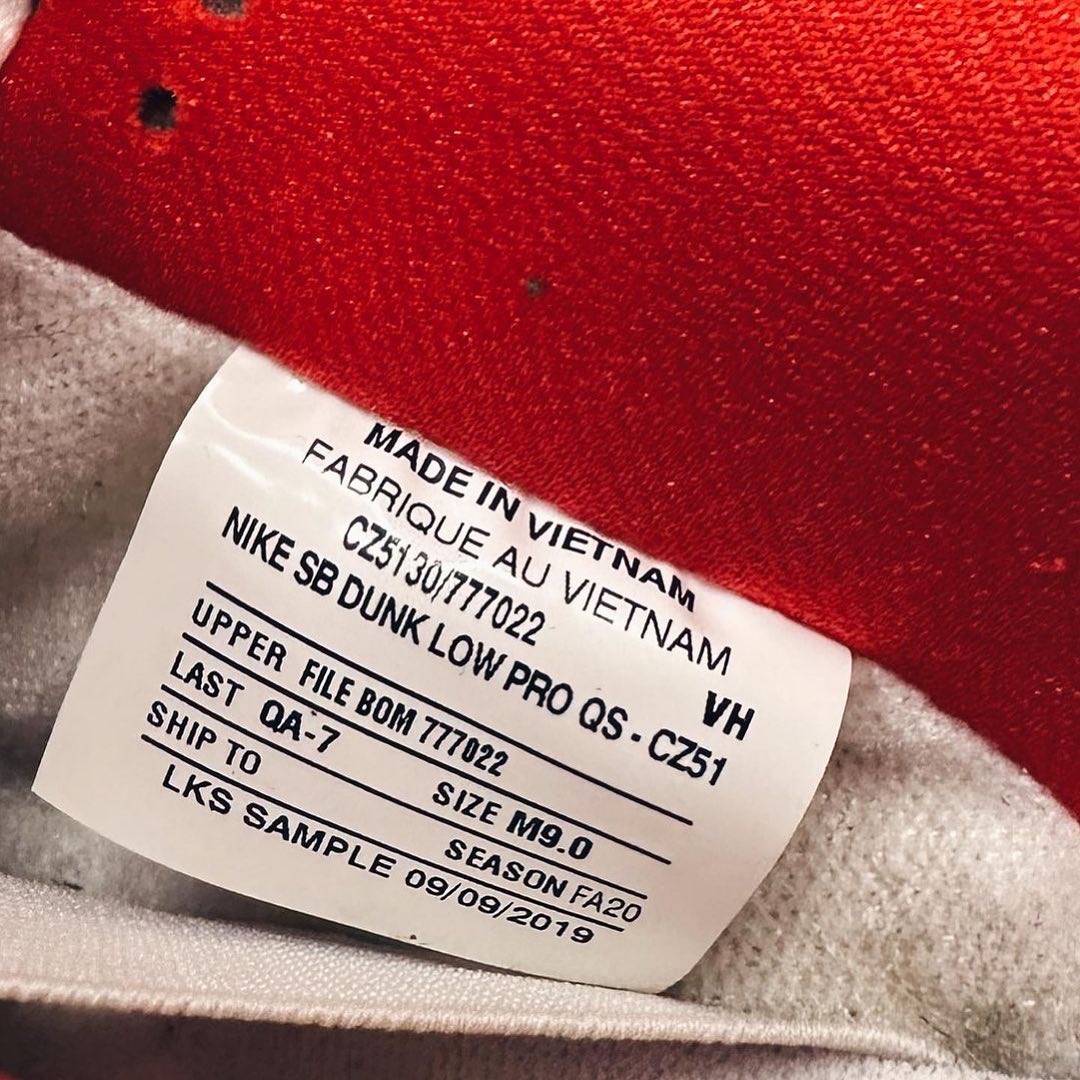 MADE IN VIETNAM
FABRIQUE AU VIETNAM
CZ5130/777022 VH
NIKE SB DUNK LOW PRO QS - CZ51
UPPER FILE BOM 777022
LAST QA-7 SIZE M9.0
SHIP TO SEASON FA20
LKS SAMPLE 09/09/2019